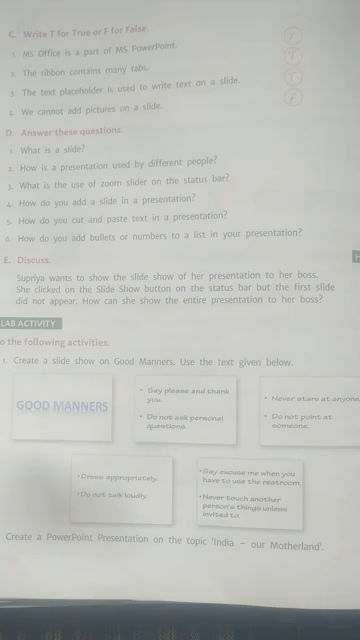 C. Write T for True or F for False.
1. MS Office is a part of MS PowerPoint.
2. The ribbon contains many tabs.
3. The text placeholder is used to write text on a slide.
4. We cannot add pictures on a slide.
D. Answer these questions.
1. What is a slide?
2. How is a presentation used by different people?
3. What is the use of zoom slider on the status bar?
4. How do you add a slide in a presentation?
5. How do you cut and paste text in a presentation?
6. How do you add bullets or numbers to a list in your presentation?
E. Discuss.
Supriya wants to show the slide show of her presentation to her boss.
She clicked on the Slide Show button on the status bar but the first slide
did not appear. How can she show the entire presentation to her boss?
LAB ACTIVITY
o the following activities.
1. Create a slide show on Good Manners. Use the text given below.
GOOD MANNERS
• Say please and thank
you.
• Do not ask personal
questions.
• Never stare at anyone.
• Do not point at
someone.
• Dress appropriately.
• Do not talk loudly.
• Say excuse me when you
have to use the restroom.
• Never touch another
person's things unless
invited to.
Create a PowerPoint Presentation on the topic 'India – our Motherland'.